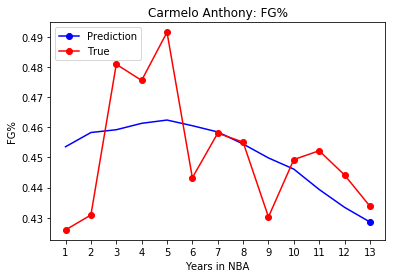 Carmelo Anthony: FG%
Prediction
True
FG%
0.49
0.48
0.47
0.46
0.45
0.44
0.43
1 2 3 4 5 6 7 8 9 10 11 12 13
Years in NBA